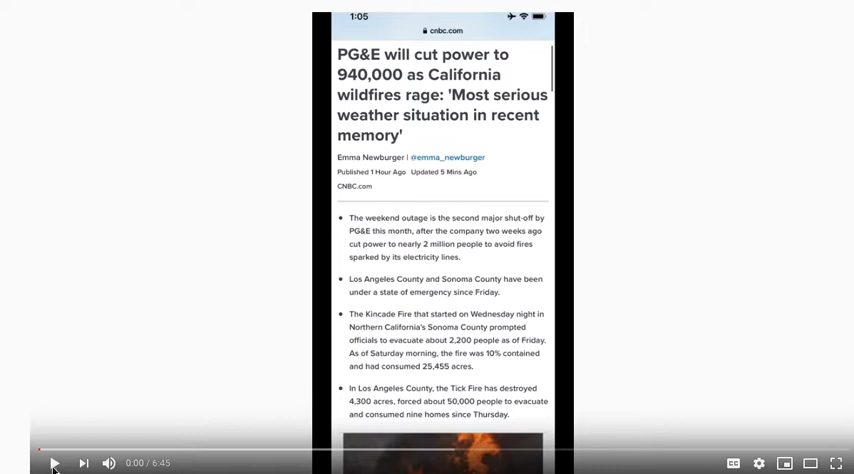 1:05
cnbc.com
PG&E will cut power to
940,000 as California
wildfires rage: 'Most serious
weather situation in recent
memory'
Emma Newburger | @emma_newburger
Published 1 Hour Ago Updated 5 Mins Ago
CNBC.com
The weekend outage is the second major shut-off by
PG&E this month, after the company two weeks ago
cut power to nearly 2 million people to avoid fires
sparked by its electricity lines.
Los Angeles County and Sonoma County have been
under a state of emergency since Friday.
The Kincade Fire that started on Wednesday night in
Northern California's Sonoma County prompted
officials to evacuate about 2,200 people as of Friday.
As of Saturday morning, the fire was 10% contained
and had consumed 25,455 acres.
In Los Angeles County, the Tick Fire has destroyed
4,300 acres, forced about 50,000 people to evacuate
and consumed nine homes since Thursday.
0:00 / 6:45
CC